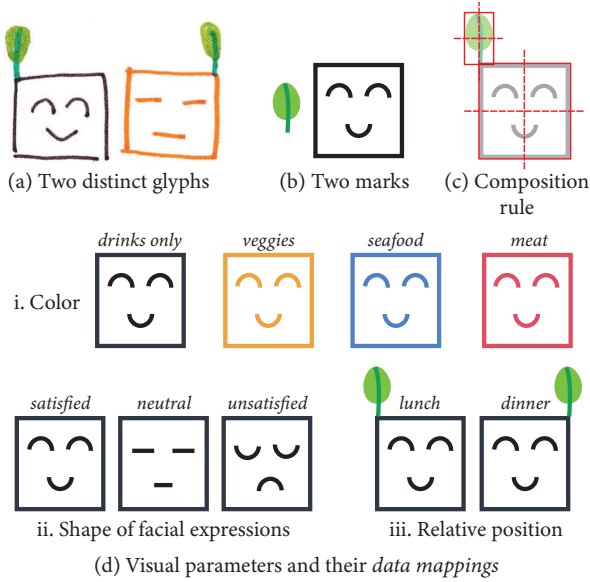 (a) Two distinct glyphs
(b) Two marks
(c) Composition
rule
drinks only veggies seafood meat
i. Color
satisfied neutral unsatisfied lunch dinner
ii. Shape of facial expressions
iii. Relative position
(d) Visual parameters and their data mappings